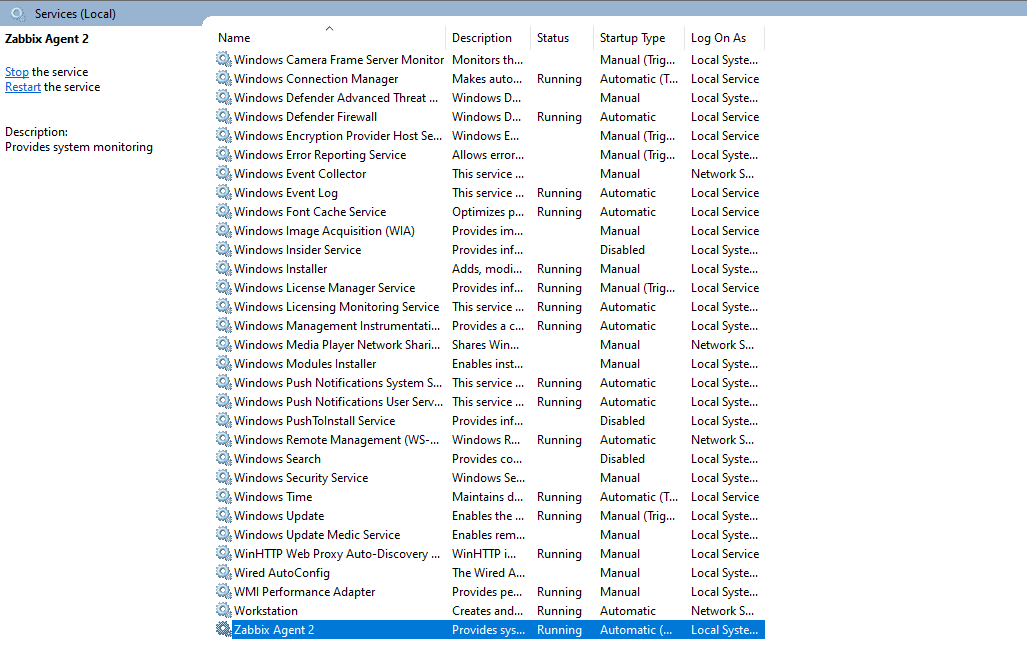 Services (Local)
Zabbix Agent 2
Stop the service
Restart the service
Description:
Provides system monitoring
Name Description Status Startup Type Log On As
Windows Camera Frame Server Monitor Monitors th... Manual (Trig... Local Syste...
Windows Connection Manager Makes auto... Running Automatic (T... Local Service
Windows Defender Advanced Threat ... Windows D... Manual Local Syste...
Windows Defender Firewall Windows D... Running Automatic Local Service
Windows Encryption Provider Host Se... Windows E... Manual (Trig... Local Service
Windows Error Reporting Service Allows error... Manual (Trig... Local Syste...
Windows Event Collector This service ... Manual Network S...
Windows Event Log This service ... Running Automatic Local Service
Windows Font Cache Service Optimizes p... Running Automatic Local Service
Windows Image Acquisition (WIA) Provides im... Manual Local Service
Windows Insider Service Provides inf... Disabled Local Syste...
Windows Installer Adds, modi... Running Manual Local Syste...
Windows License Manager Service Provides inf... Running Manual (Trig... Local Service
Windows Licensing Monitoring Service This service ... Running Automatic Local Syste...
Windows Management Instrumentati... Provides a c... Running Automatic Local Syste...
Windows Media Player Network Shari... Shares Win... Manual Network S...
Windows Modules Installer Enables inst... Manual Local Syste...
Windows Push Notifications System S... This service ... Running Automatic Local Syste...
Windows Push Notifications User Serv... This service ... Running Automatic Local Syste...
Windows PushToInstall Service Provides inf... Disabled Local Syste...
Windows Remote Management (WS-... Windows R... Running Automatic Network S...
Windows Search Provides co... Disabled Local Syste...
Windows Security Service Windows Se... Manual Local Syste...
Windows Time Maintains d... Running Automatic (T... Local Service
Windows Update Enables the ... Running Manual (Trig... Local Syste...
Windows Update Medic Service Enables rem... Manual Local Syste...
WinHTTP Web Proxy Auto-Discovery ... WinHTTP i... Running Manual Local Service
Wired AutoConfig The Wired A... Manual Local Syste...
WMI Performance Adapter Provides pe... Running Manual Local Syste...
Workstation Creates and... Running Automatic Network S...
Zabbix Agent 2 Provides sys... Running Automatic (... Local Syste...